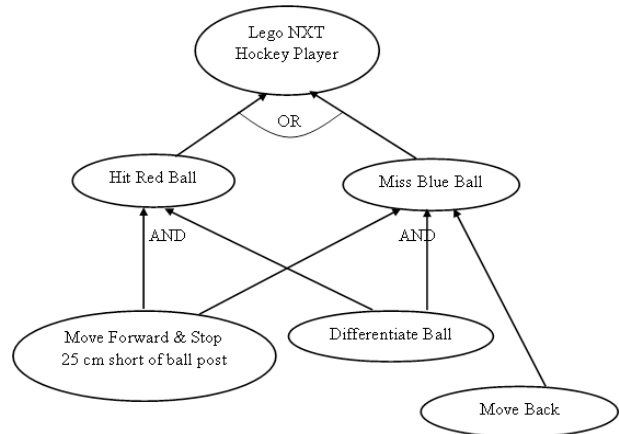 Lego NXT
Hockey Player
OR
Hit Red Ball
Miss Blue Ball
AND
AND
Move Forward & Stop
25 cm short of ball post
Differentiate Ball
Move Back